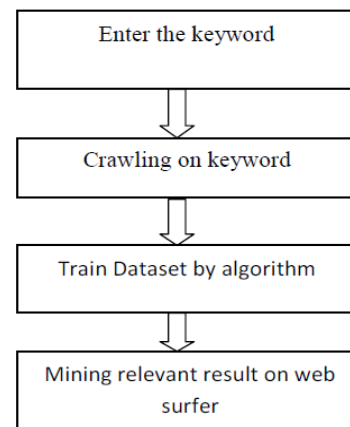 Enter the keyword
Crawling on keyword
Train Dataset by algorithm
Mining relevant result on web
surfer